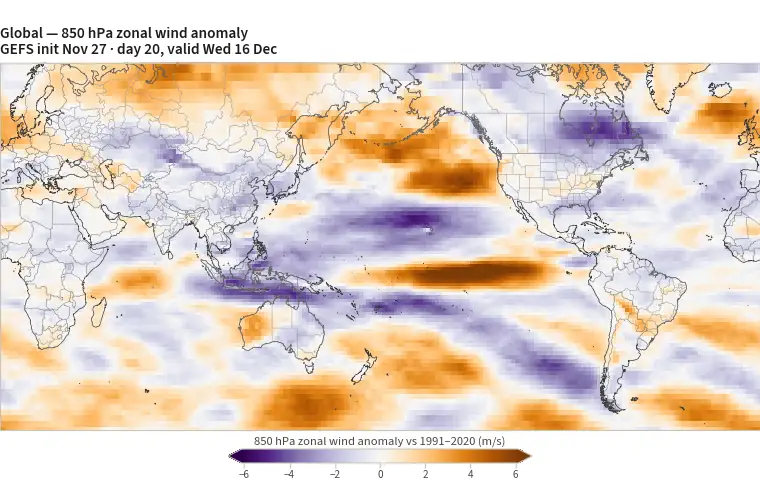 Global — 850 hPa zonal wind anomaly
GEFS init Nov 27 · day 20, valid Wed 16 Dec
850 hPa zonal wind anomaly vs 1991–2020 (m/s)
−6 −4 −2 0 2 4 6